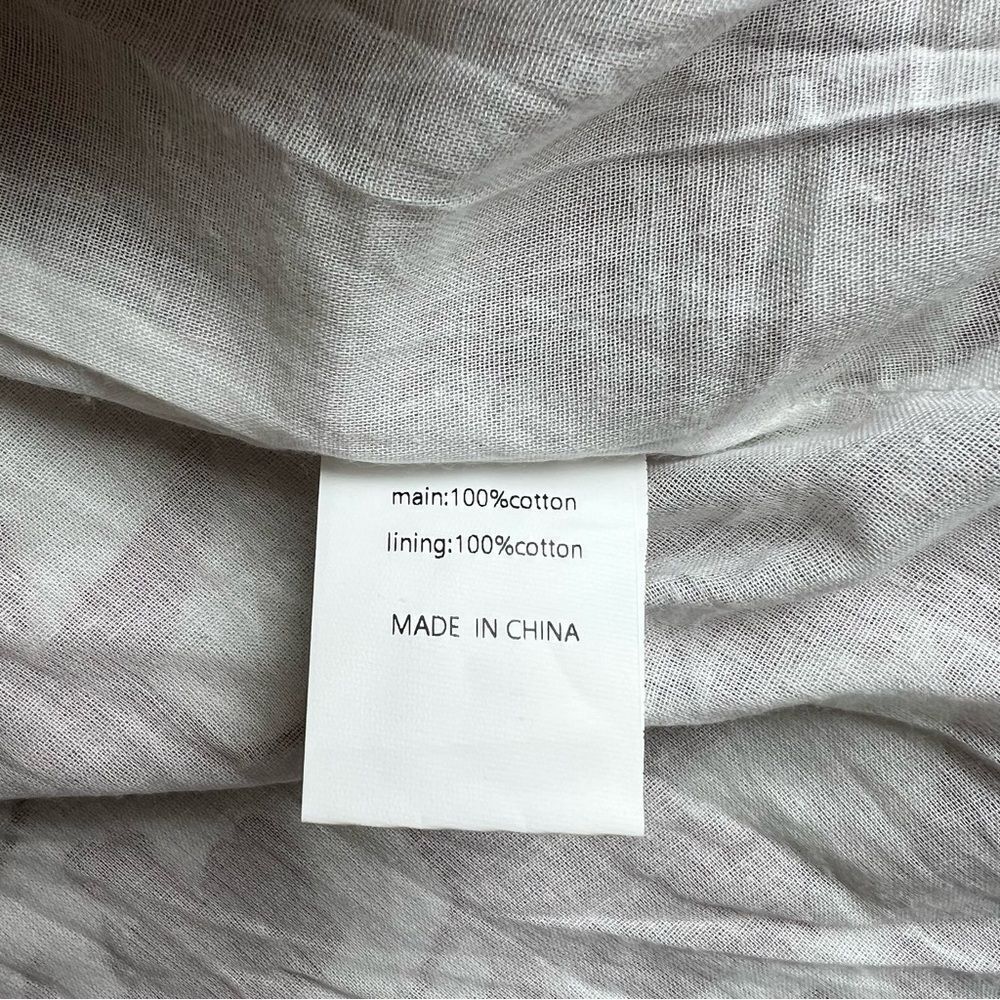 main:100%cotton
lining:100%cotton
MADE IN CHINA